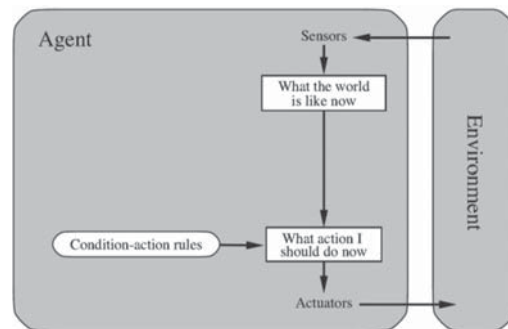 Agent
Sensors
What the world
is like now
Environment
Condition-action rules
What action I
should do now
Actuators